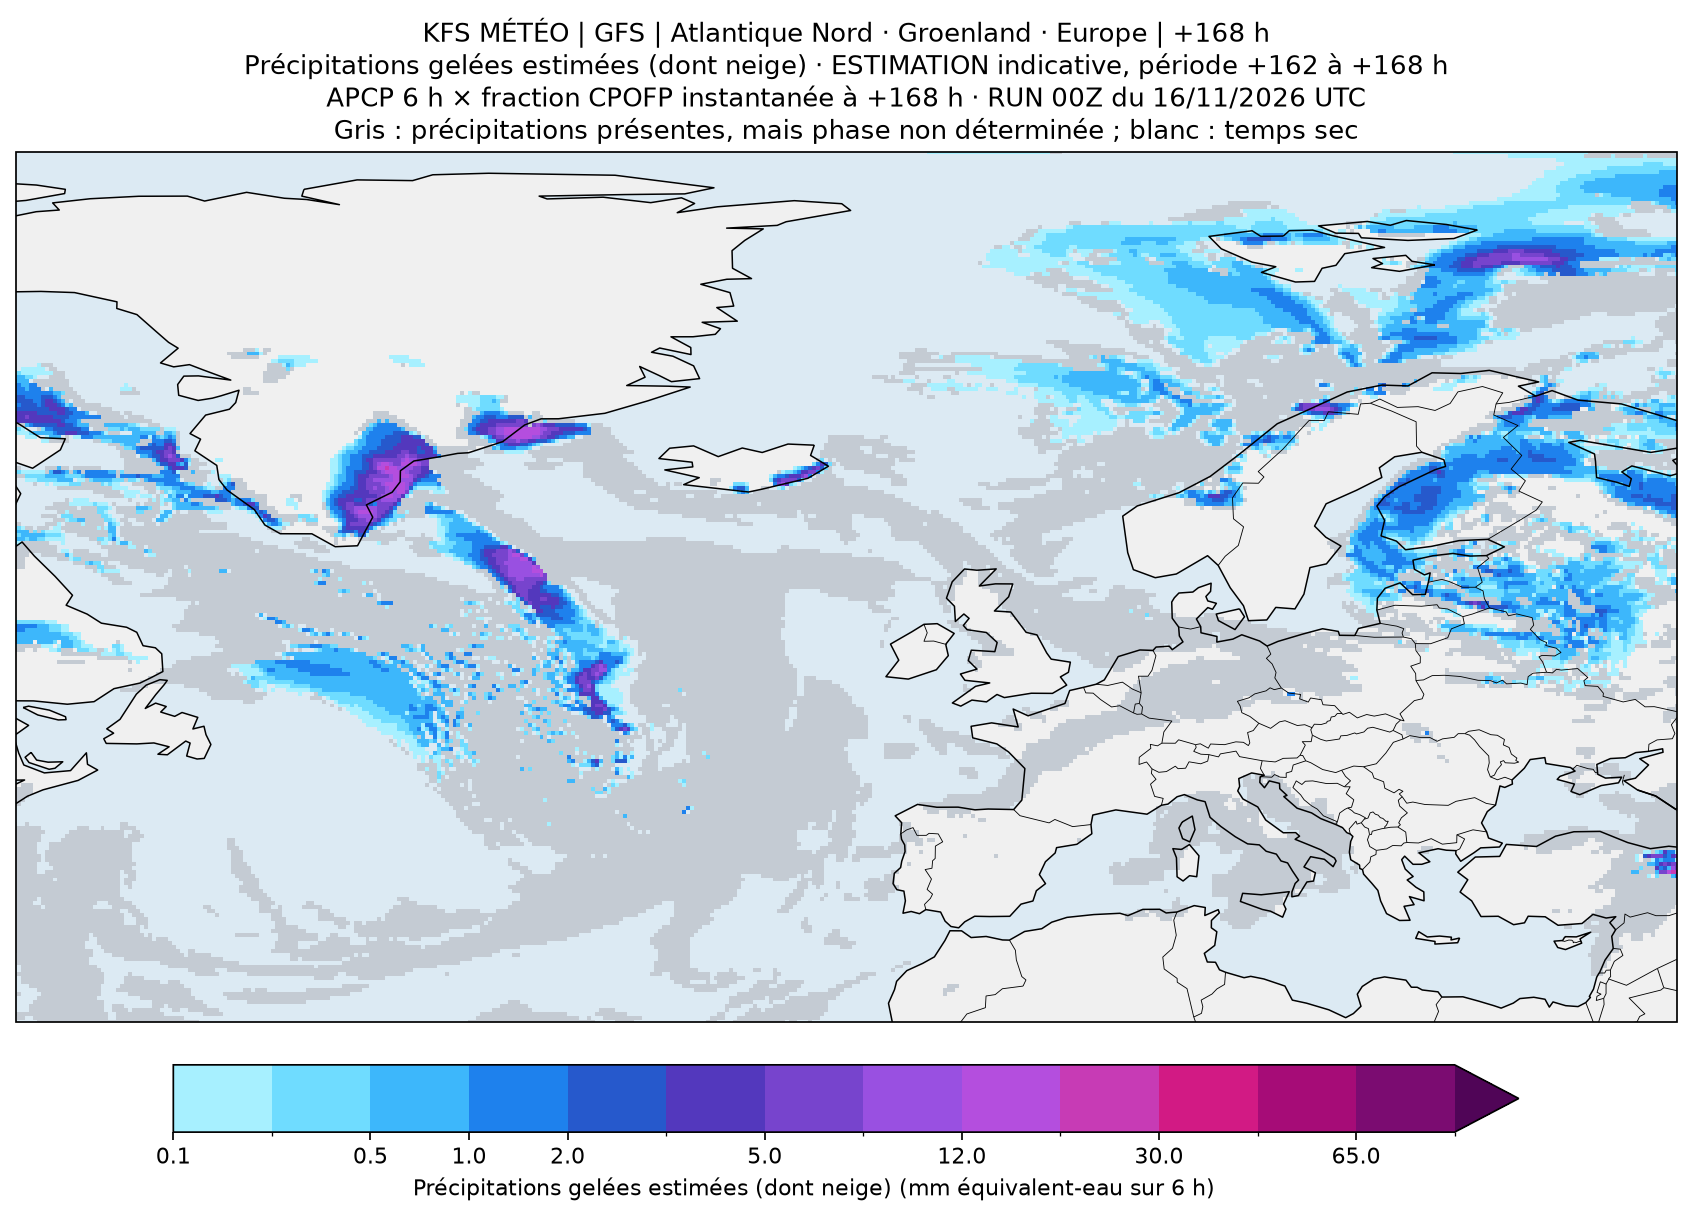 KFS MÉTÉO | GFS | Atlantique Nord · Groenland · Europe | +168 h
Précipitations gelées estimées (dont neige) · ESTIMATION indicative, période +162 à +168 h
APCP 6 h × fraction CPOFP instantanée à +168 h · RUN 00Z du 16/11/2026 UTC
Gris : précipitations présentes, mais phase non déterminée ; blanc : temps sec
0.1 0.5 1.0 2.0 5.0 12.0 30.0 65.0
Précipitations gelées estimées (dont neige) (mm équivalent-eau sur 6 h)